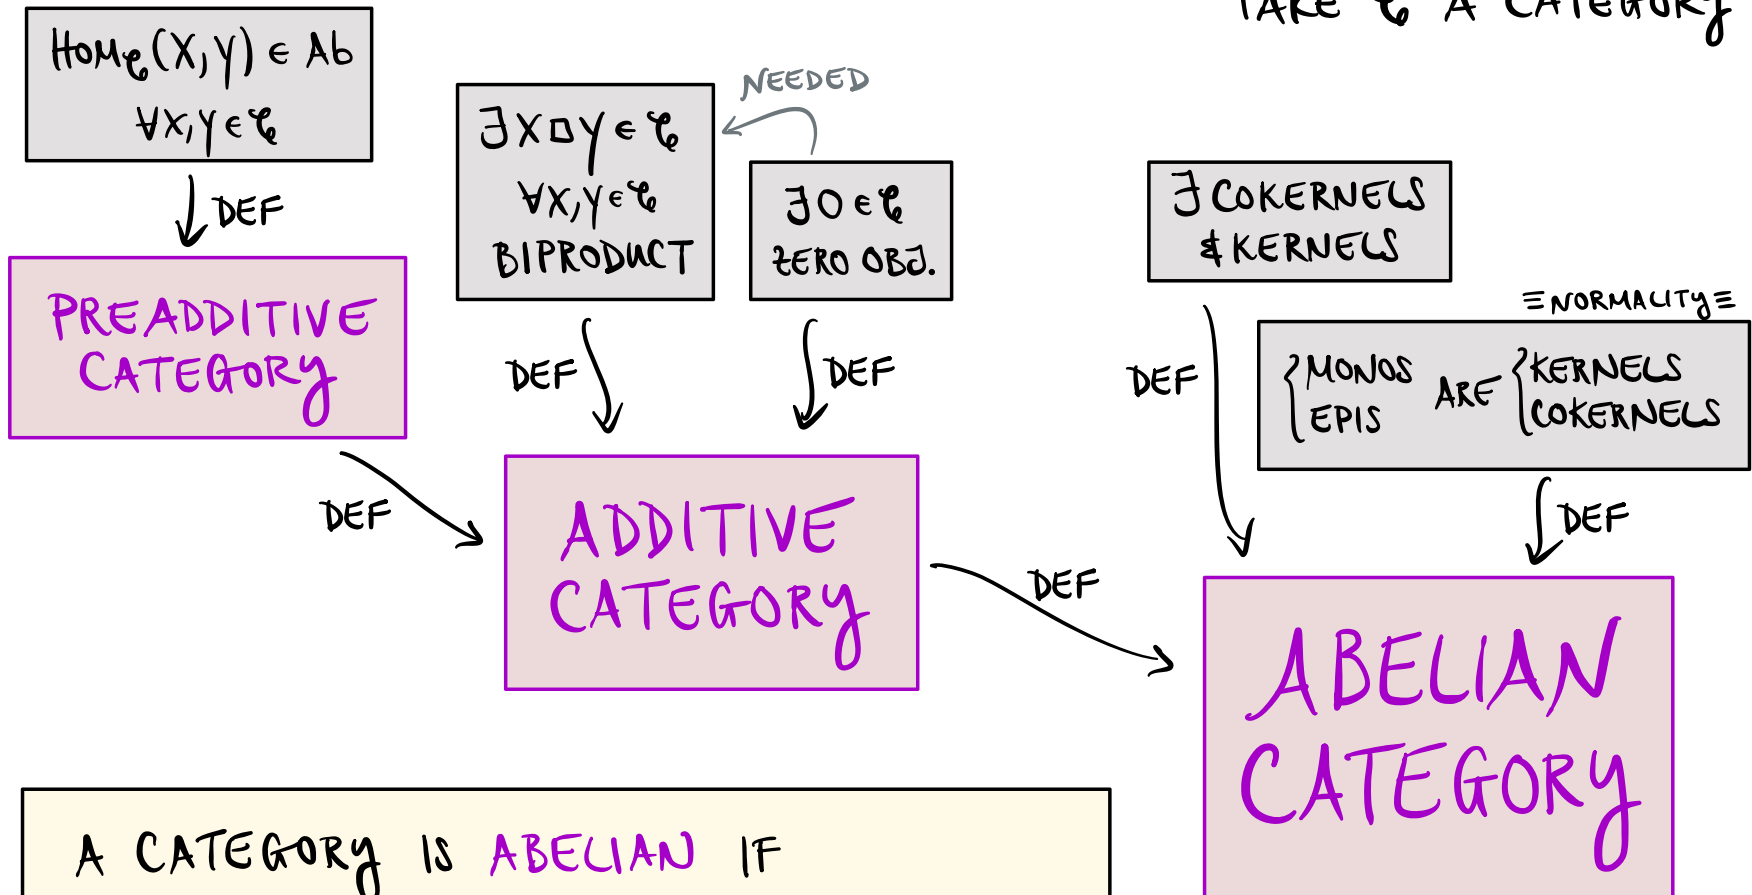 TAKE 𝒞 A CATEGORY
Hom𝒞(X,Y) ∈ Ab
∀X,Y ∈ 𝒞
DEF
PREADDITIVE
CATEGORY
NEEDED
∃ X □ Y ∈ 𝒞
∀X,Y ∈ 𝒞
BIPRODUCT
∃ 0 ∈ 𝒞
ZERO OBJ.
DEF
DEF
DEF
ADDITIVE
CATEGORY
∃ COKERNELS
& KERNELS
≡ NORMALITY ≡
{ MONOS ARE { KERNELS
EPIS COKERNELS
DEF
DEF
DEF
ABELIAN
CATEGORY
A CATEGORY IS ABELIAN IF